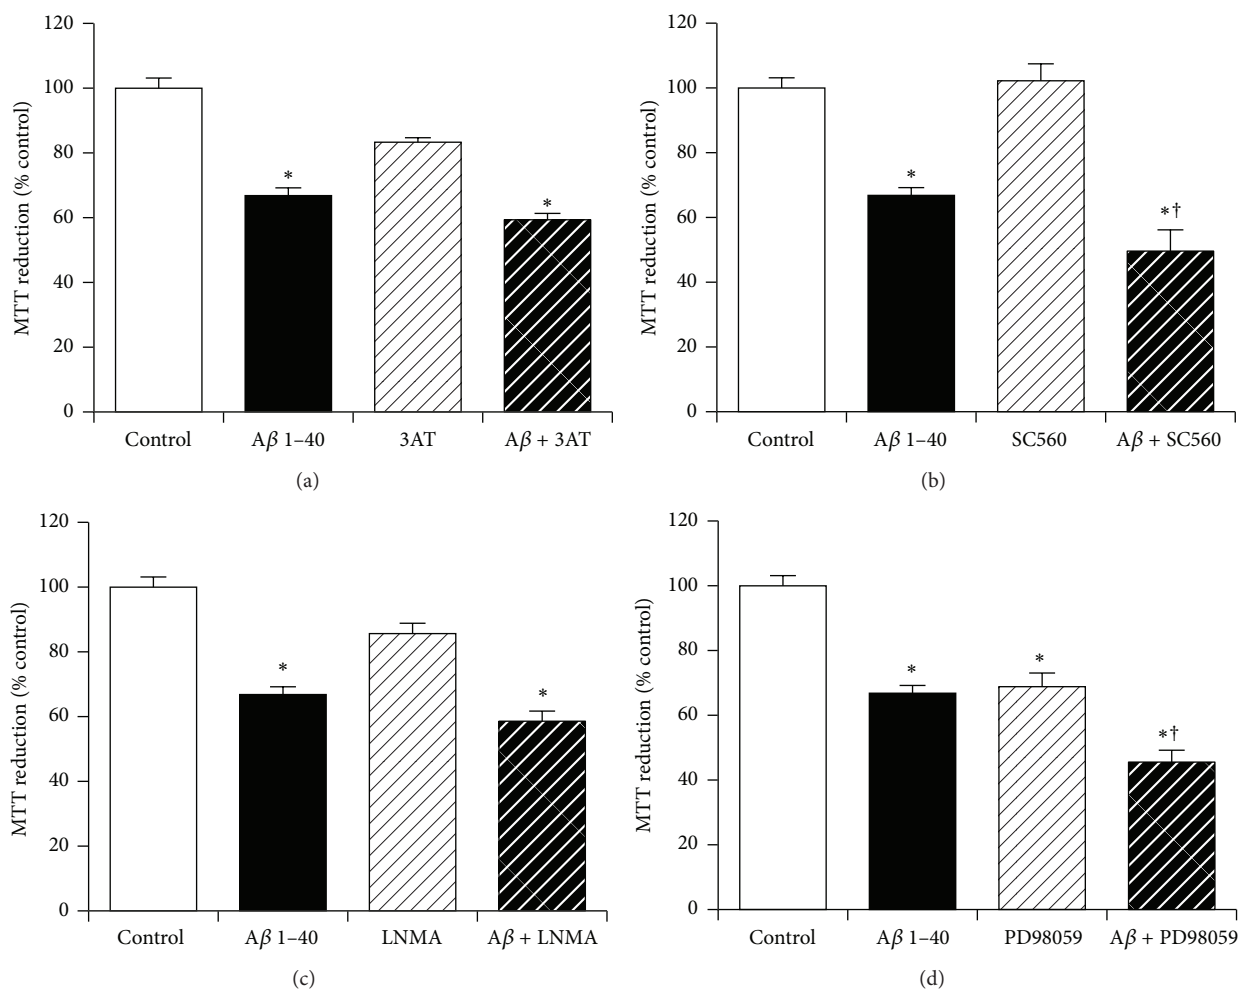 120
100
80
60
40
20
0
MTT reduction (% control)
*
*
Control
Aβ 1–40
3AT
Aβ + 3AT
(a)
120
100
80
60
40
20
0
MTT reduction (% control)
*
*†
Control
Aβ 1–40
SC560
Aβ + SC560
(b)
120
100
80
60
40
20
0
MTT reduction (% control)
*
*
Control
Aβ 1–40
LNMA
Aβ + LNMA
(c)
120
100
80
60
40
20
0
MTT reduction (% control)
*
*
*†
Control
Aβ 1–40
PD98059
Aβ + PD98059
(d)